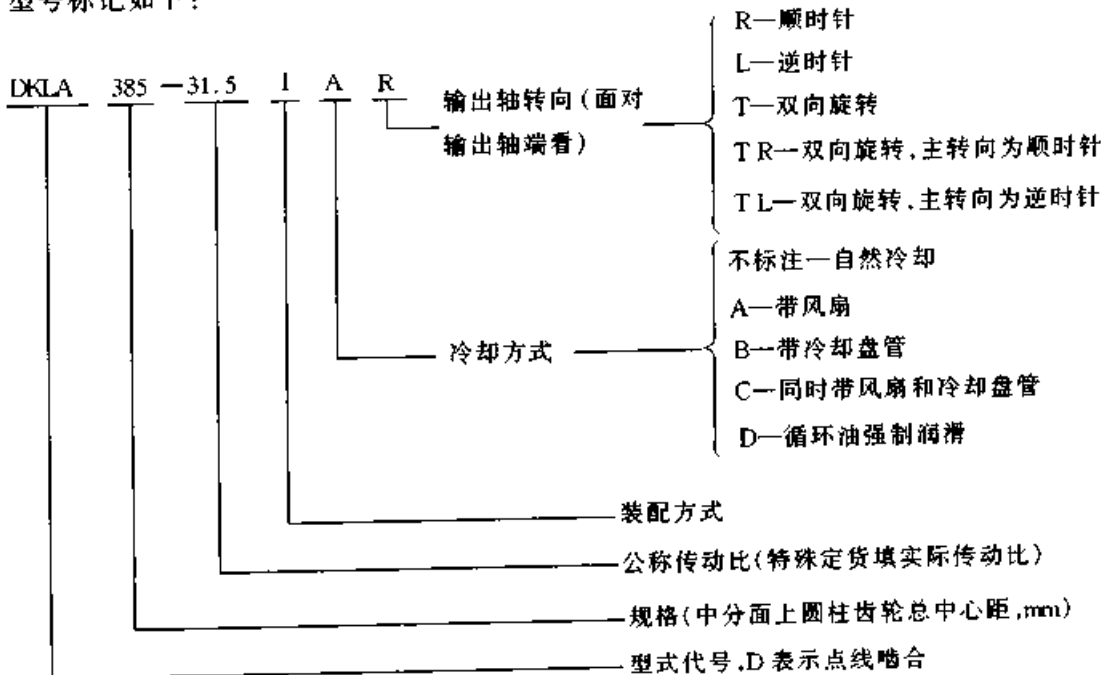 型号标记如下：
DKLA 385 —31.5 I A R
输出轴转向(面对
输出轴端看)
R—顺时针
L—逆时针
T—双向旋转
TR—双向旋转,主转向为顺时针
TL—双向旋转,主转向为逆时针
冷却方式
不标注—自然冷却
A—带风扇
B—带冷却盘管
C—同时带风扇和冷却盘管
D—循环油强制润滑
装配方式
公称传动比(特殊定货填实际传动比)
规格(中分面上圆柱齿轮总中心距,mm)
型式代号,D表示点线啮合